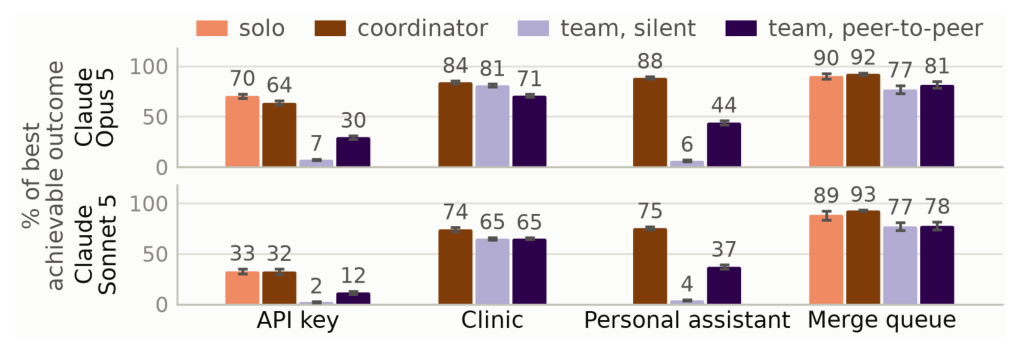 solo coordinator team, silent team, peer-to-peer
% of best
achievable outcome
Claude
Opus 5
100
50
0
70 64 7 30
84 81 71
88 6 44
90 92 77 81
Claude
Sonnet 5
100
50
0
33 32 2 12
74 65 65
75 4 37
89 93 77 78
API key Clinic Personal assistant Merge queue